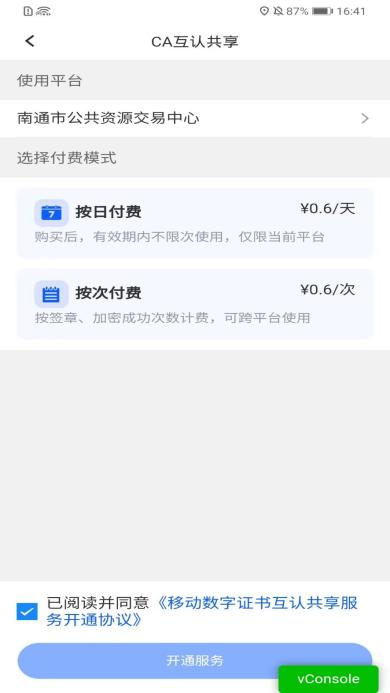 87% 16:41
CA互认共享
使用平台
南通市公共资源交易中心
选择付费模式
7
按日付费
¥0.6/天
购买后，有效期内不限次使用，仅限当前平台
按次付费
¥0.6/次
按签章、加密成功次数计费，可跨平台使用
已阅读并同意《移动数字证书互认共享服
务开通协议》
开通服务
vConsole